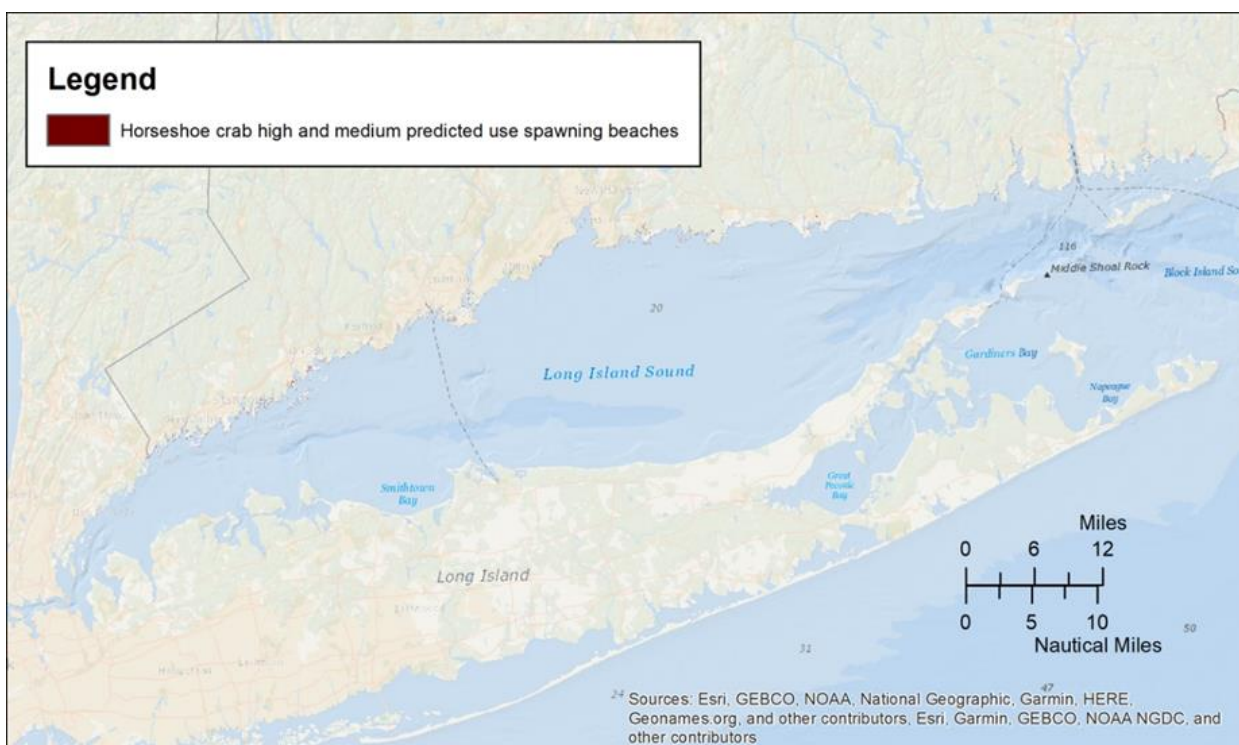 Legend
Horseshoe crab high and medium predicted use spawning beaches
116
Middle Shoal Rock
Block Island So
20
Gardiners Bay
Long Island Sound
Napeague
Bay
Smithtown
Bay
Great
Peconic
Bay
Long Island
Miles
0 6 12
0 5 10
Nautical Miles
50
31
24
47
Sources: Esri, GEBCO, NOAA, National Geographic, Garmin, HERE,
Geonames.org, and other contributors, Esri, Garmin, GEBCO, NOAA NGDC, and
other contributors